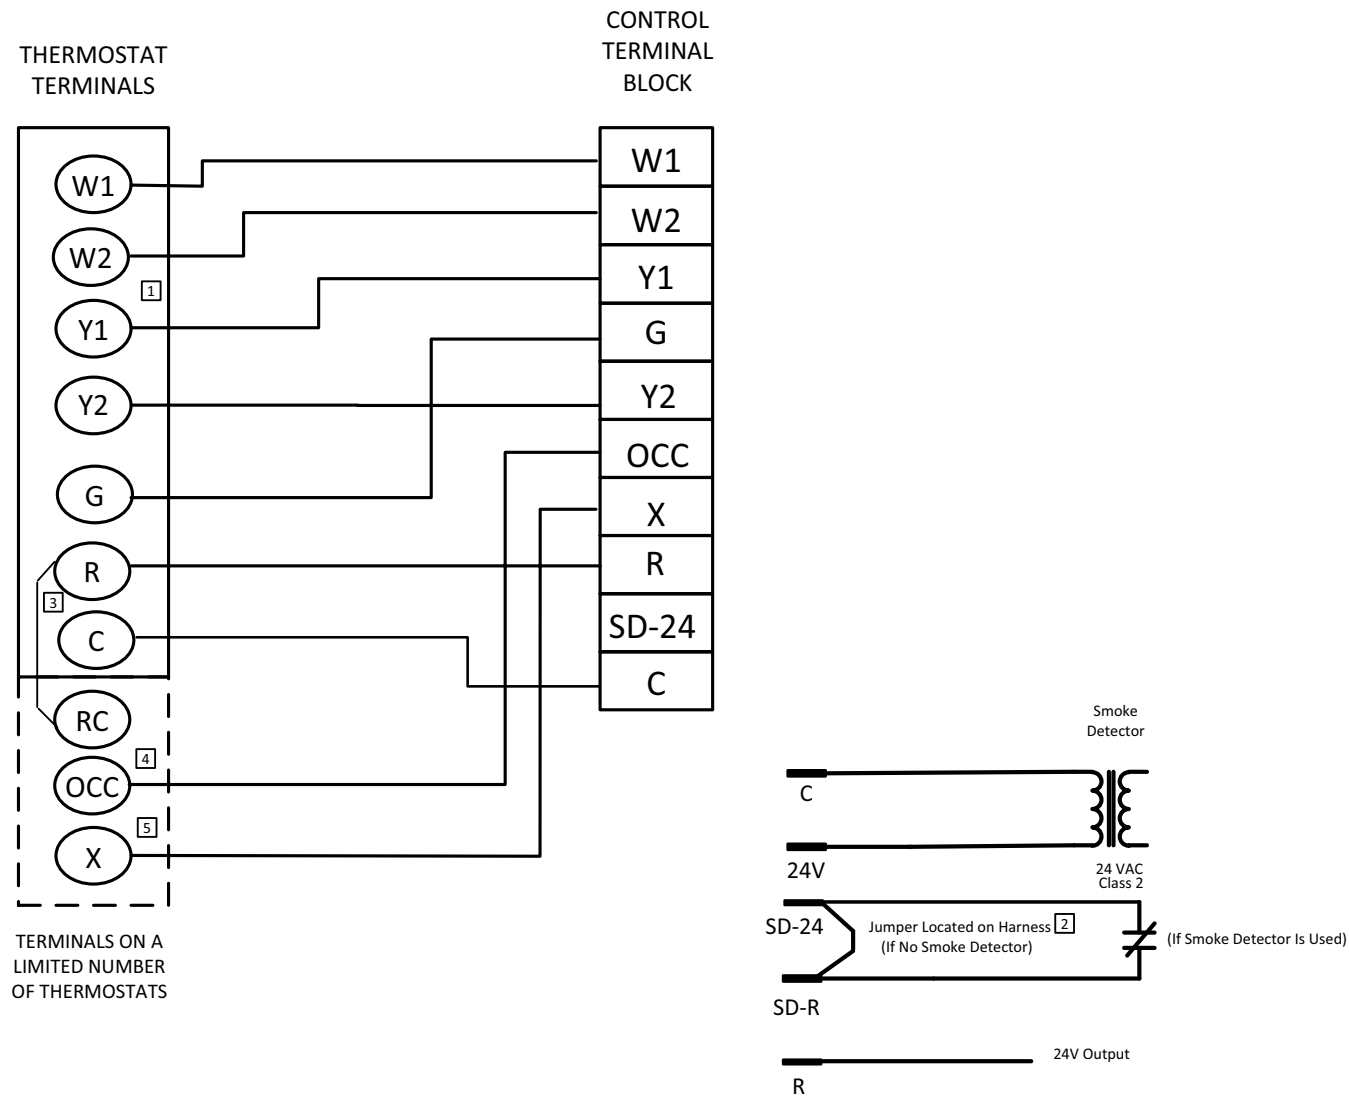 THERMOSTAT
TERMINALS
CONTROL
TERMINAL
BLOCK
W1
W2
1
Y1
Y2
G
R
3
C
RC
4
OCC
5
X
TERMINALS ON A
LIMITED NUMBER
OF THERMOSTATS
W1
W2
Y1
G
Y2
OCC
X
R
SD-24
C
Smoke
Detector
C
24V
24 VAC
Class 2
SD-24
Jumper Located on Harness 2
(If No Smoke Detector)
(If Smoke Detector Is Used)
SD-R
24V Output
R